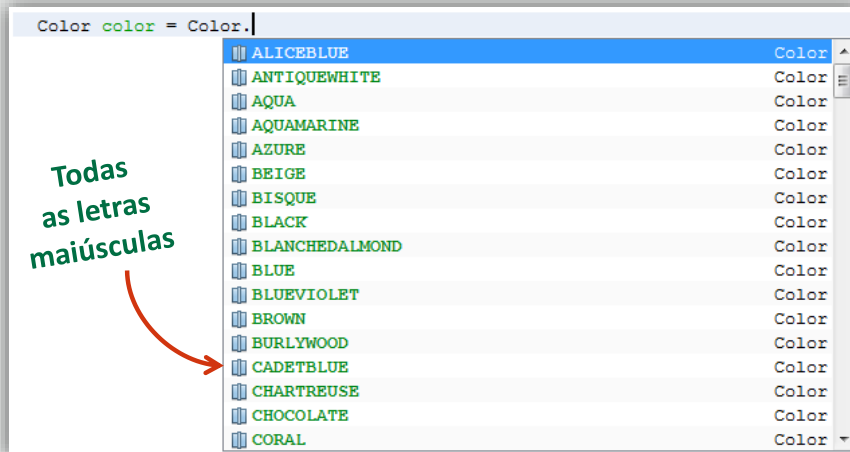 Color color = Color.
ALICEBLUE Color
ANTIQUEWHITE Color
AQUA Color
AQUAMARINE Color
AZURE Color
BEIGE Color
BISQUE Color
BLACK Color
BLANCHEDALMOND Color
BLUE Color
BLUEVIOLET Color
BROWN Color
BURLYWOOD Color
CADETBLUE Color
CHARTREUSE Color
CHOCOLATE Color
CORAL Color
Todas
as letras
maiúsculas